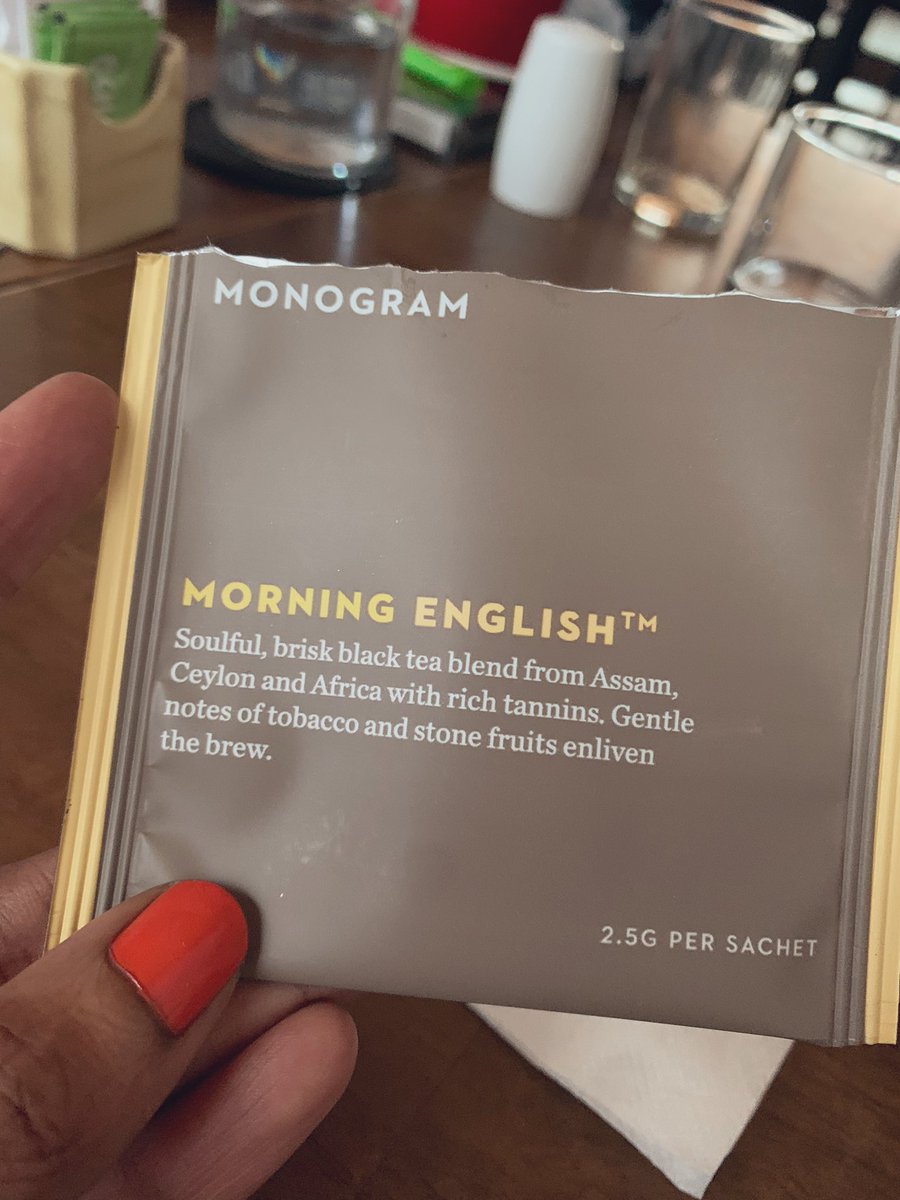 MONOGRAM
MORNING ENGLISH™
Soulful, brisk black tea blend from Assam,
Ceylon and Africa with rich tannins. Gentle
notes of tobacco and stone fruits enliven
the brew.
2.5G PER SACHET